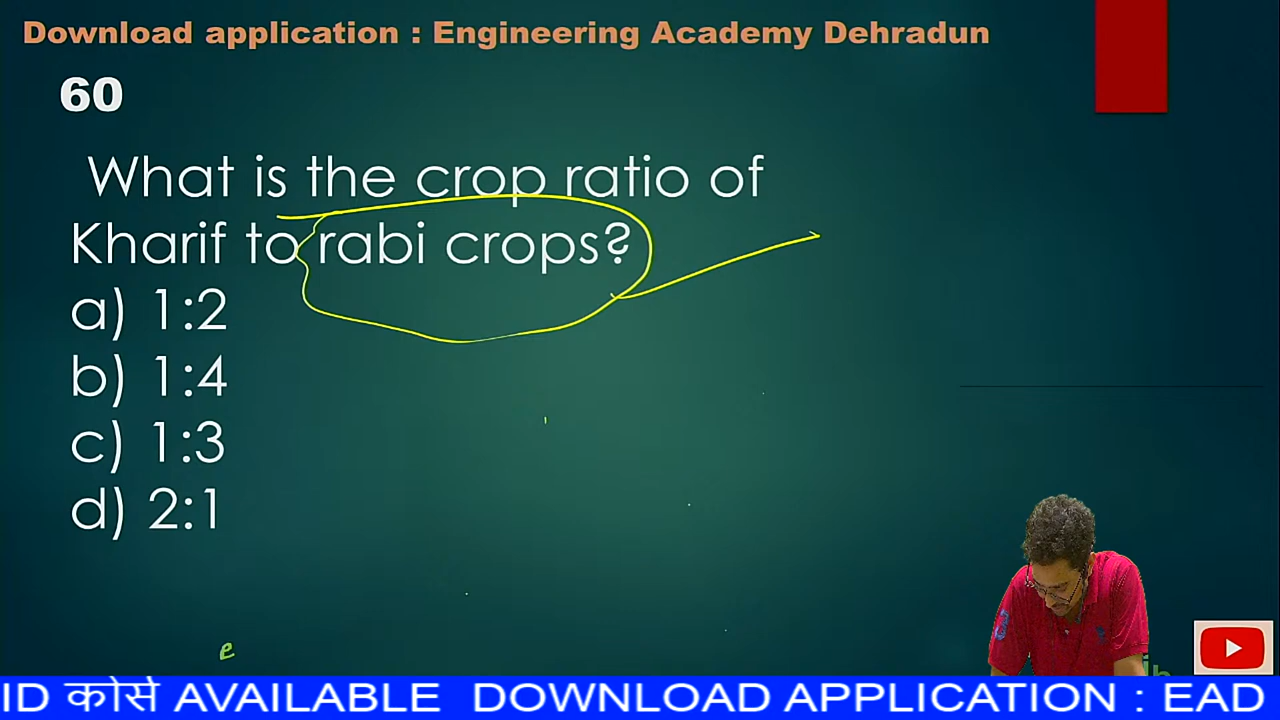 Download application : Engineering Academy Dehradun
60
What is the crop ratio of
Kharif to rabi crops?
a) 1:2
b) 1:4
c) 1:3
d) 2:1
e
ID कोर्स AVAILABLE DOWNLOAD APPLICATION : EAD